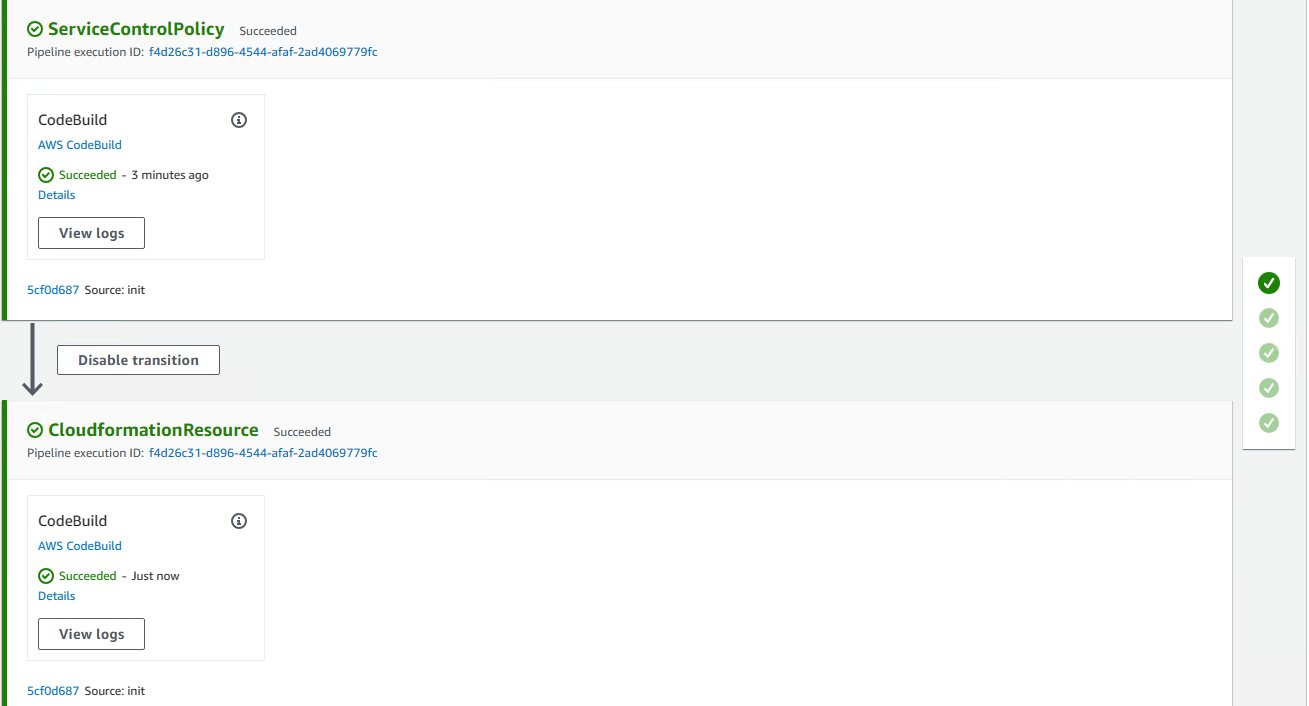 ServiceControlPolicy Succeeded
Pipeline execution ID: f4d26c31-d896-4544-afaf-2ad4069779fc
CodeBuild
AWS CodeBuild
Succeeded - 3 minutes ago
Details
View logs
5cf0d687 Source: init
Disable transition
CloudformationResource Succeeded
Pipeline execution ID: f4d26c31-d896-4544-afaf-2ad4069779fc
CodeBuild
AWS CodeBuild
Succeeded - Just now
Details
View logs
5cf0d687 Source: init